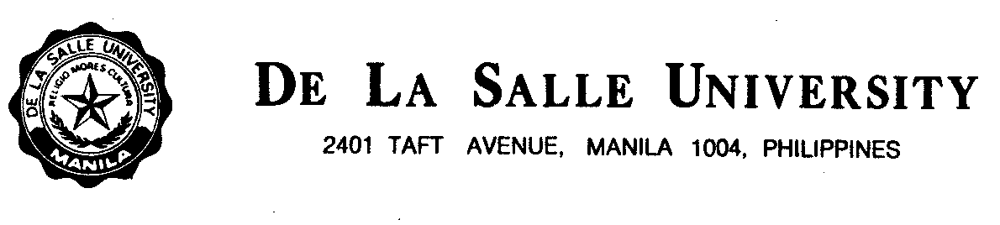 DE LA SALLE UNIVERSITY
RELIGIO MORES CULTURA
MANILA
DE LA SALLE UNIVERSITY
2401 TAFT AVENUE, MANILA 1004, PHILIPPINES